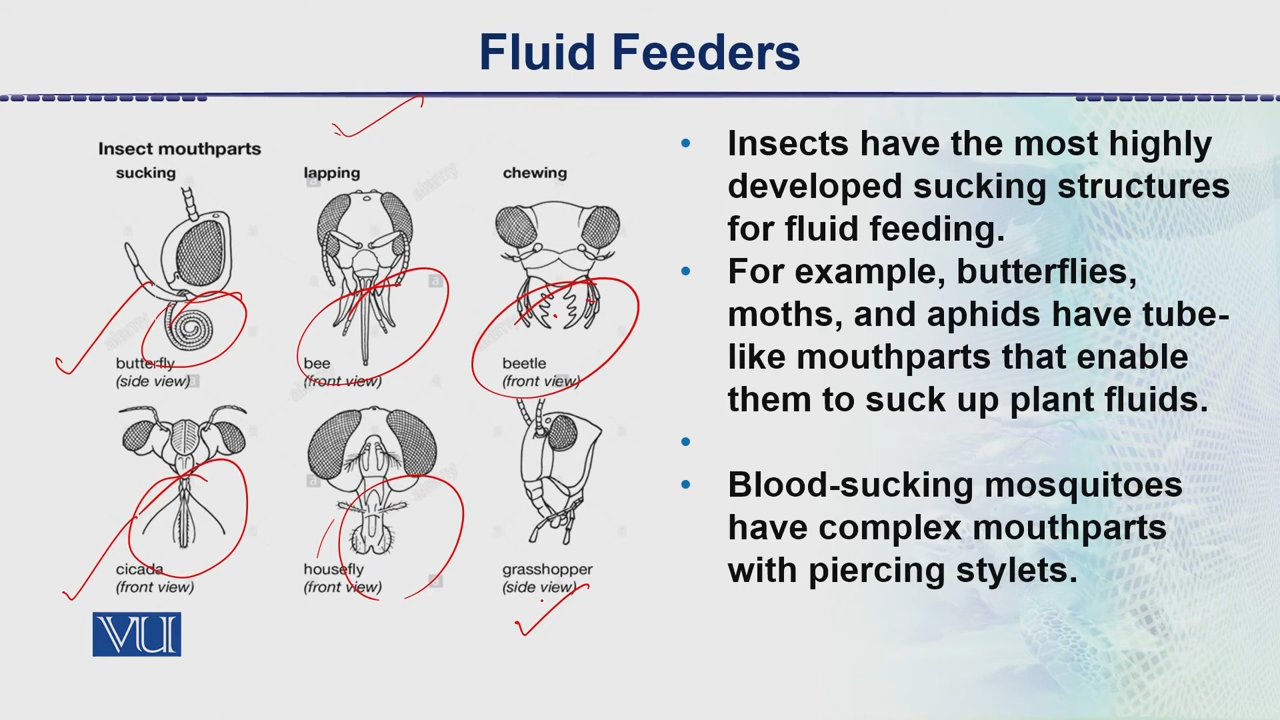 Fluid Feeders
Insect mouthparts
sucking
lapping
chewing
butterfly
(side view)
bee
(front view)
beetle
(front view)
cicada
(front view)
housefly
(front view)
grasshopper
(side view)
VU
• Insects have the most highly
developed sucking structures
for fluid feeding.
• For example, butterflies,
moths, and aphids have tube-
like mouthparts that enable
them to suck up plant fluids.
•
• Blood-sucking mosquitoes
have complex mouthparts
with piercing stylets.